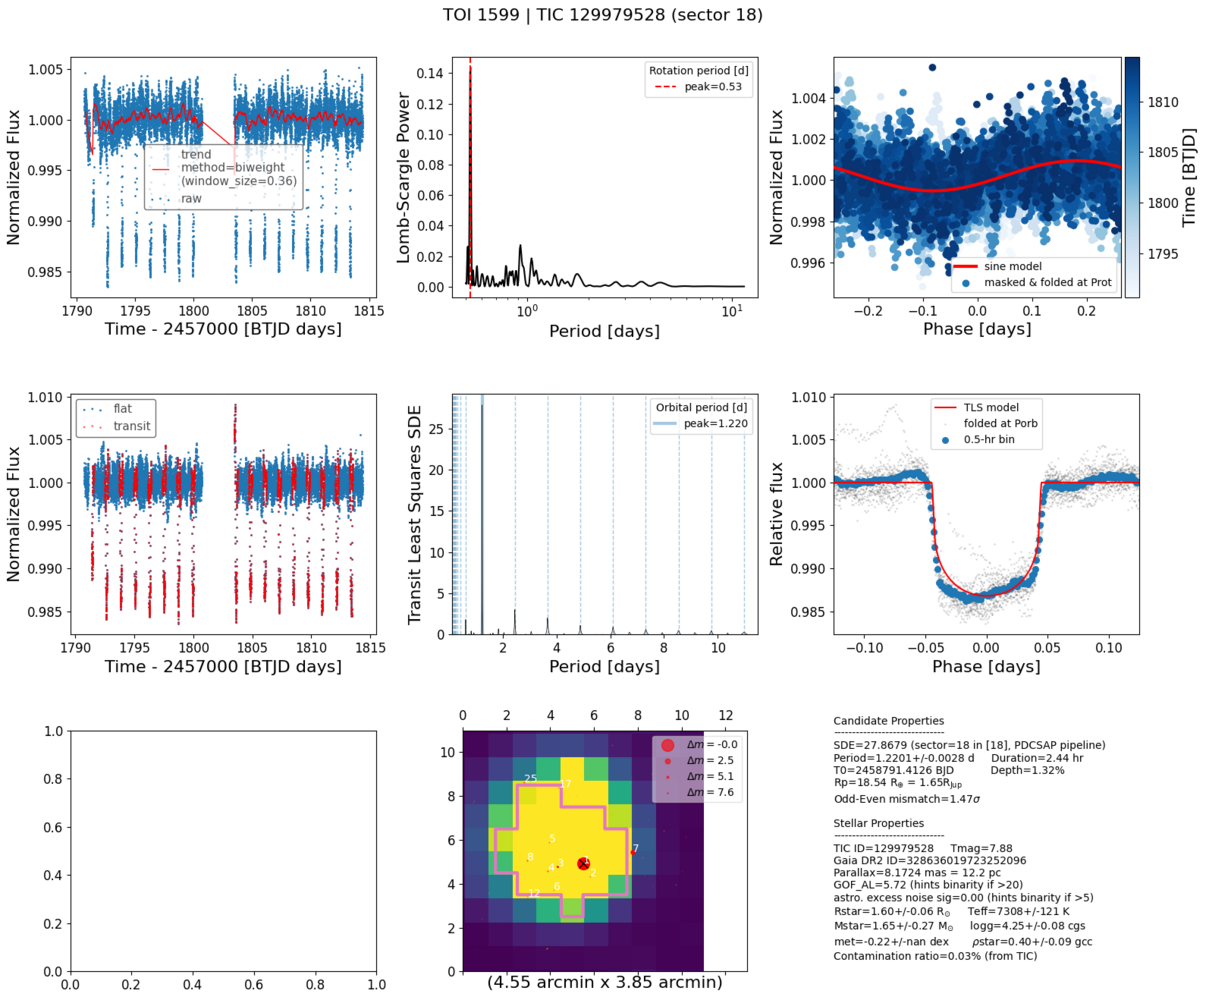 TOI 1599 | TIC 129979528 (sector 18)
1.005
1.000
0.995
0.990
0.985
Normalized Flux
trend
method=biweight
(window_size=0.36)
raw
1790 1795 1800 1805 1810 1815
Time - 2457000 [BTJD days]
0.14
0.12
0.10
0.08
0.06
0.04
0.02
0.00
Lomb-Scargle Power
Rotation period [d]
peak=0.53
10⁰ 10¹
Period [days]
1.004
1.002
1.000
0.998
0.996
Normalized Flux
sine model
masked & folded at Prot
−0.2 −0.1 0.0 0.1 0.2
Phase [days]
1810
1805
1800
1795
Time [BTJD]
1.010
1.005
1.000
0.995
0.990
0.985
Normalized Flux
flat
transit
1790 1795 1800 1805 1810 1815
Time - 2457000 [BTJD days]
25
20
15
10
5
0
Transit Least Squares SDE
Orbital period [d]
peak=1.220
2 4 6 8 10
Period [days]
1.010
1.005
1.000
0.995
0.990
0.985
Relative flux
TLS model
folded at Porb
0.5-hr bin
−0.10 −0.05 0.00 0.05 0.10
Phase [days]
1.0
0.8
0.6
0.4
0.2
0.0
0.0 0.2 0.4 0.6 0.8 1.0
0 2 4 6 8 10 12
10
8
6
4
2
0
Δm = -0.0
Δm = 2.5
Δm = 5.1
Δm = 7.6
25
17
5
7
8
3
4
2
6
12
(4.55 arcmin x 3.85 arcmin)
Candidate Properties
------------------------------
SDE=27.8679 (sector=18 in [18], PDCSAP pipeline)
Period=1.2201+/-0.0028 d Duration=2.44 hr
T0=2458791.4126 BJD Depth=1.32%
Rp=18.54 R⊕ = 1.65RJup
Odd-Even mismatch=1.47σ
Stellar Properties
------------------------------
TIC ID=129979528 Tmag=7.88
Gaia DR2 ID=328636019723252096
Parallax=8.1724 mas = 12.2 pc
GOF_AL=5.72 (hints binarity if >20)
astro. excess noise sig=0.00 (hints binarity if >5)
Rstar=1.60+/-0.06 R⊙ Teff=7308+/-121 K
Mstar=1.65+/-0.27 M⊙ logg=4.25+/-0.08 cgs
met=-0.22+/-nan dex ρstar=0.40+/-0.09 gcc
Contamination ratio=0.03% (from TIC)